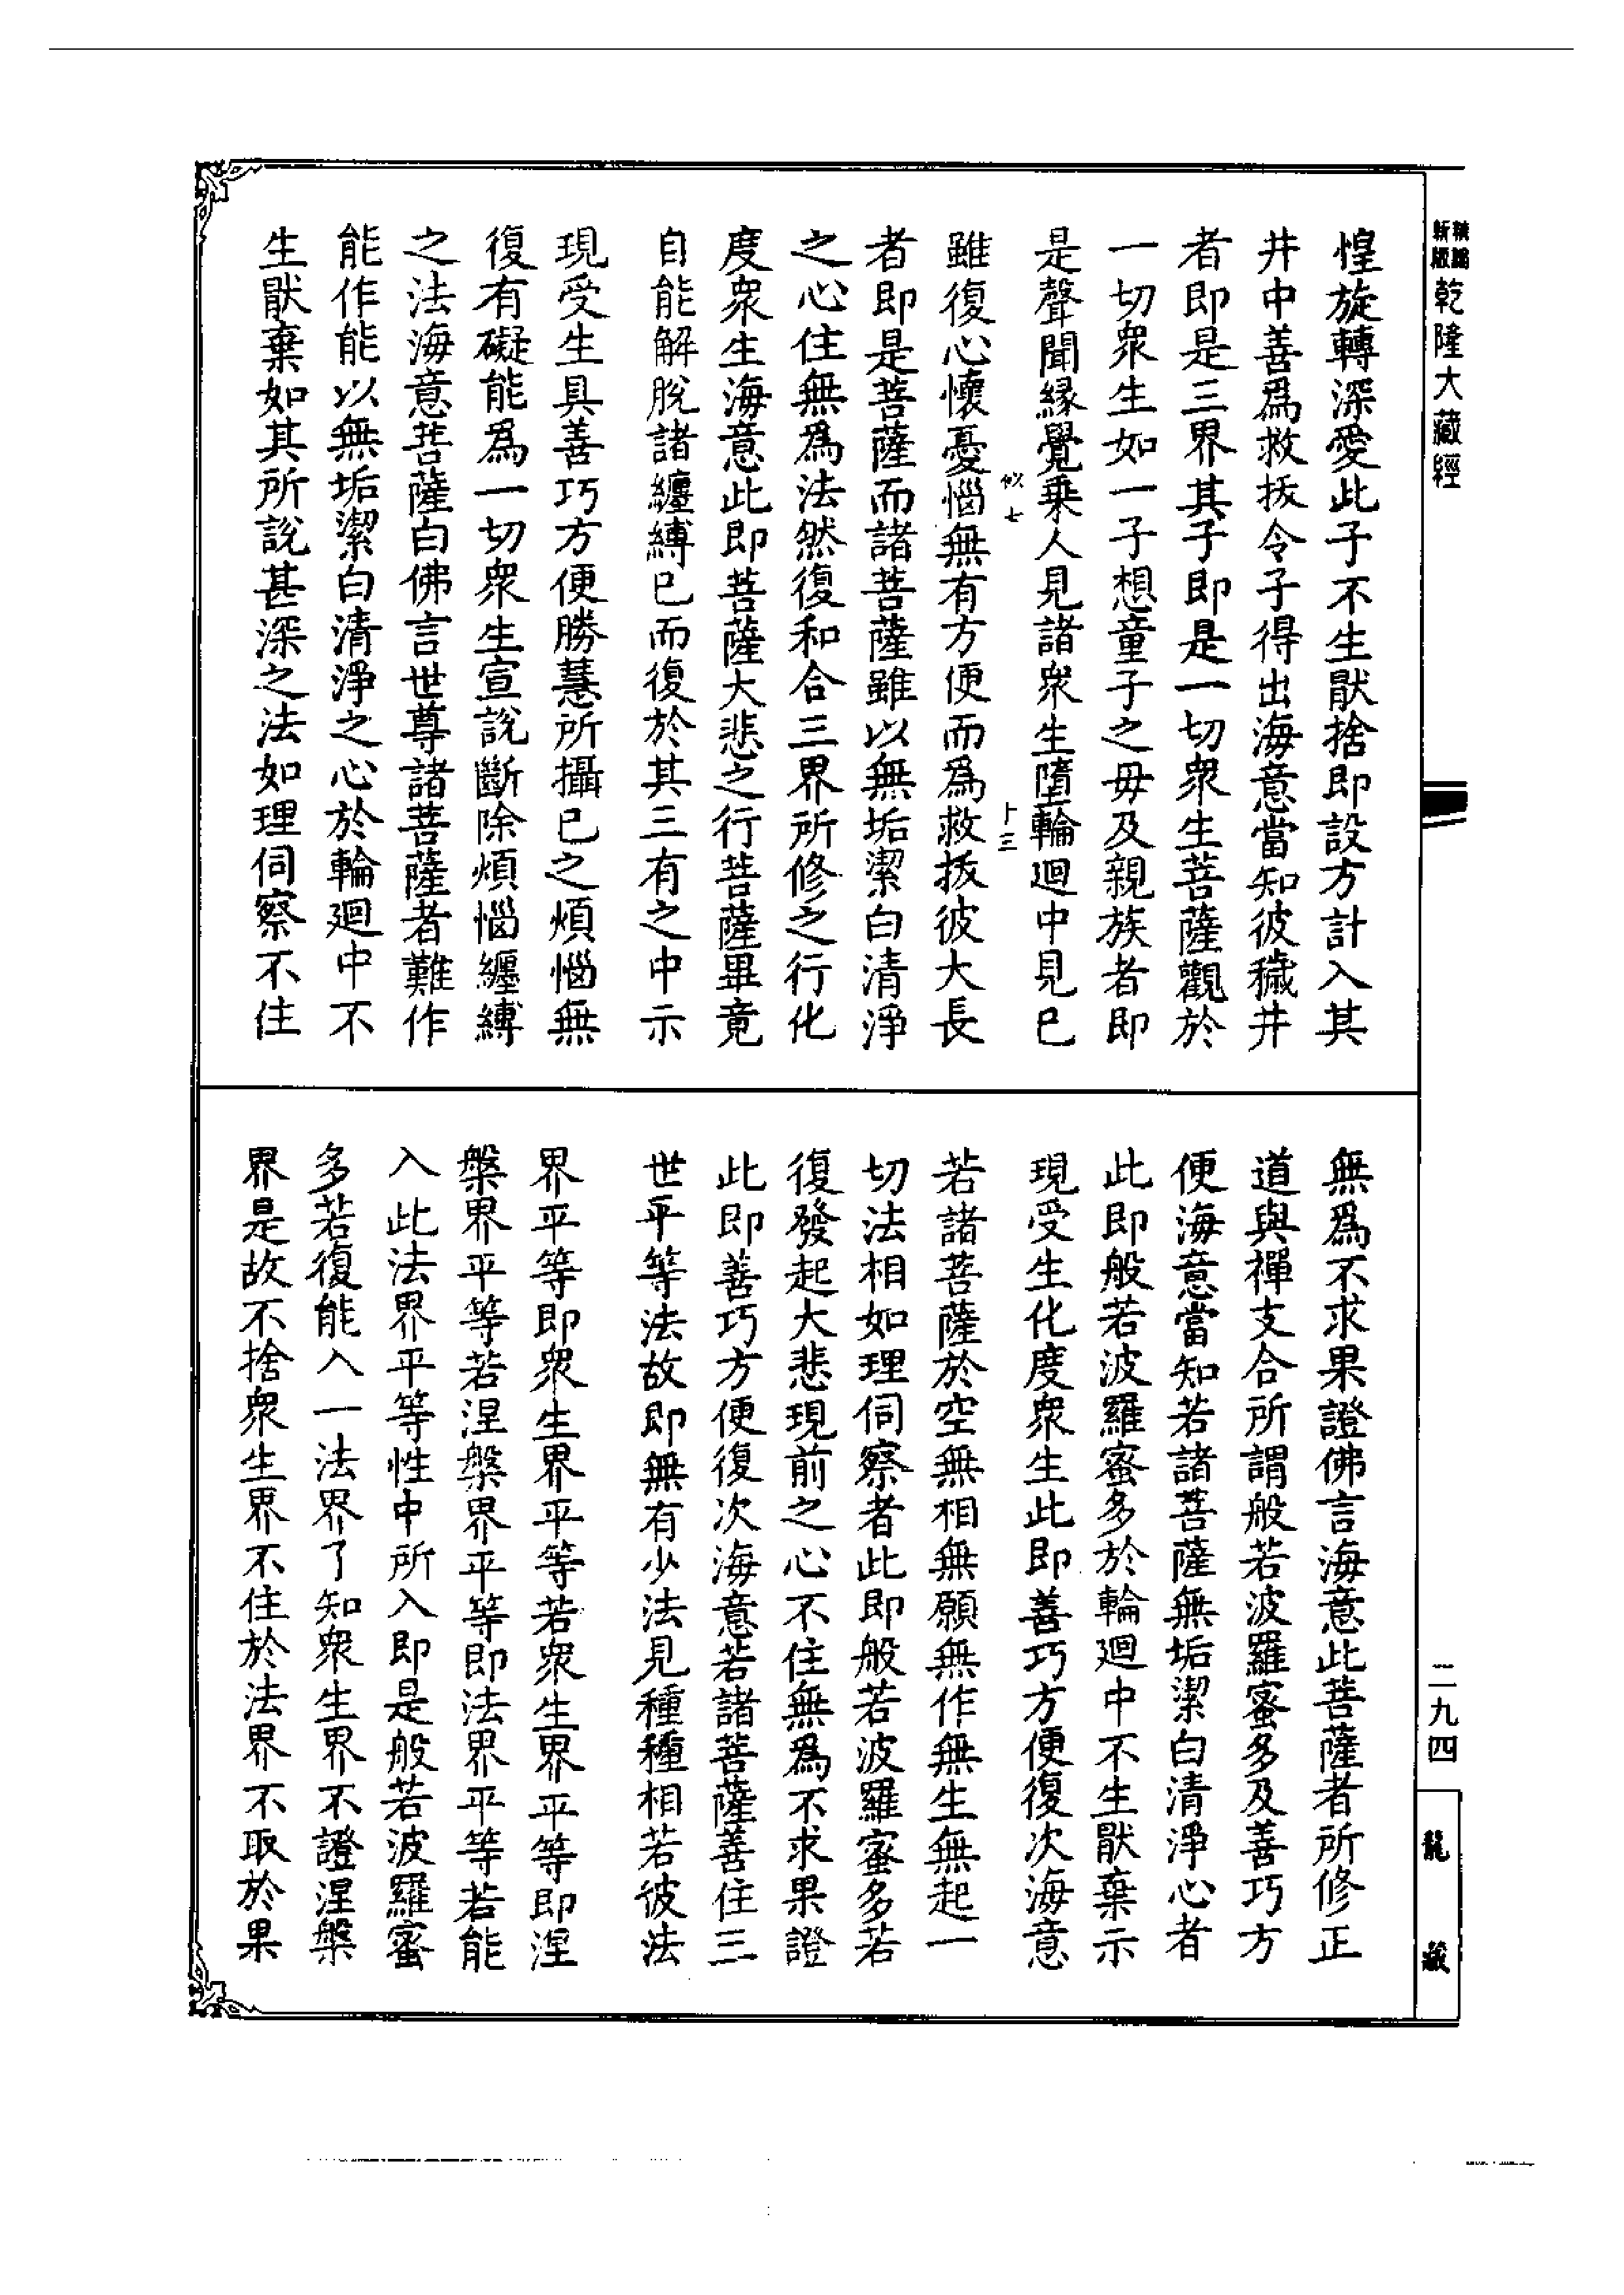 新版
乾隆大藏經
惶旋轉深愛此子不生厭捨即設方計入其
井中善爲救拔令子得出海意當知彼穢井
者即是三界其子即是一切衆生菩薩觀於
一切衆生如一子想童子之母及親族者即
是聲聞緣覺乘人見諸衆生墮輪迴中見已
雖復心懷憂惱無有方便而爲救拔彼大長
者即是菩薩而諸菩薩雖以無垢潔白清淨
之心住無爲法然復和合三界所修之行化
度衆生海意此即菩薩大悲之行菩薩畢竟
自能解脫諸纏縛已而復於其三有之中示
現受生具善巧方便勝慧所攝已之煩惱無
復有礙能爲一切衆生宣說斷除煩惱纏縛
之法海意菩薩白佛言世尊諸菩薩者難作
能作能以無垢潔白清淨之心於輪迴中不
生厭棄如其所說甚深之法如理伺察不住
無爲不求果證佛言海意此菩薩者所修正
道與禪支合所謂般若波羅蜜多及善巧方
便海意當知若諸菩薩無垢潔白清淨心者
此即般若波羅蜜多於輪迴中不生厭棄示
現受生化度衆生此即善巧方便復次海意
若諸菩薩於空無相無願無作無生無起一
切法相如理伺察者此即般若波羅蜜多若
復發起大悲現前之心不住無爲不求果證
此即善巧方便復次海意若諸菩薩善住三
世平等法故即無有少法見種種相若彼法
界平等即衆生界平等若衆生界平等即涅
槃界平等若涅槃界平等即法界平等若能
入此法界平等性中所入即是般若波羅蜜
多若復能入一法界了知衆生界不證涅槃
界是故不捨衆生界不住於法界不取於果
二九四
龍藏